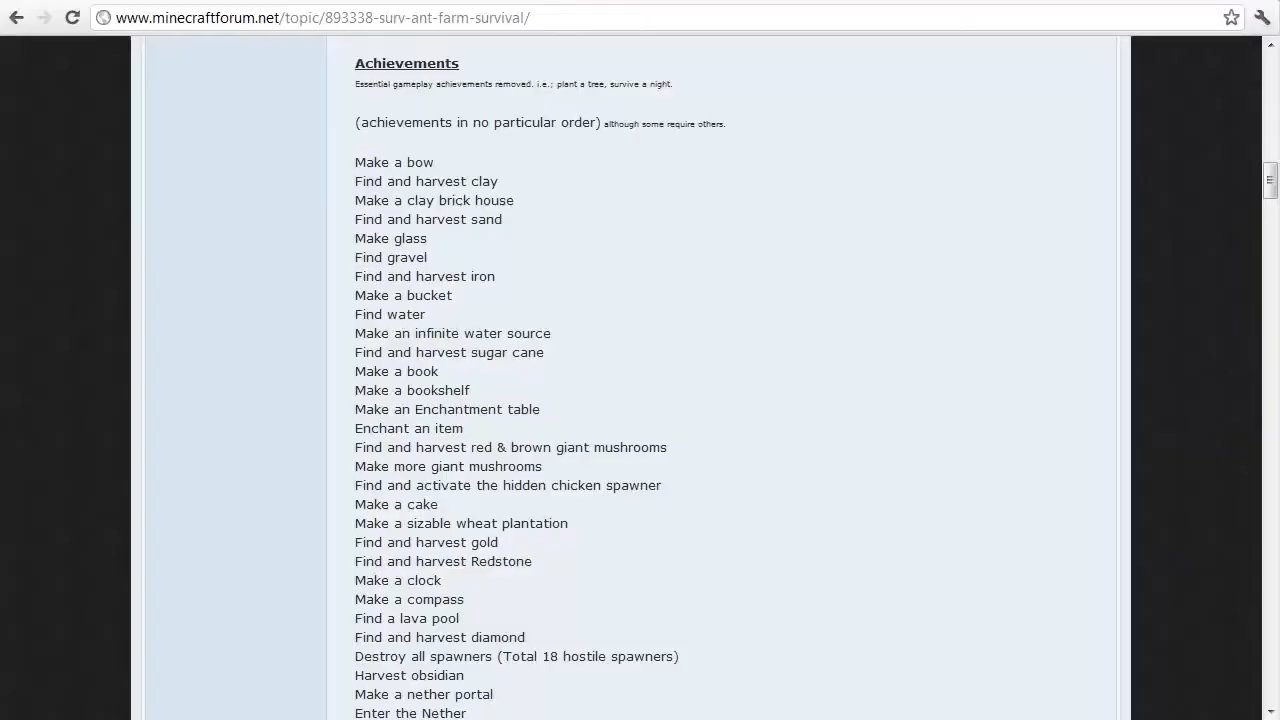 www.minecraftforum.net/topic/893338-surv-ant-farm-survival/
Achievements
Essential gameplay achievements removed. i.e.; plant a tree, survive a night.
(achievements in no particular order) although some require others.
Make a bow
Find and harvest clay
Make a clay brick house
Find and harvest sand
Make glass
Find gravel
Find and harvest iron
Make a bucket
Find water
Make an infinite water source
Find and harvest sugar cane
Make a book
Make a bookshelf
Make an Enchantment table
Enchant an item
Find and harvest red & brown giant mushrooms
Make more giant mushrooms
Find and activate the hidden chicken spawner
Make a cake
Make a sizable wheat plantation
Find and harvest gold
Find and harvest Redstone
Make a clock
Make a compass
Find a lava pool
Find and harvest diamond
Destroy all spawners (Total 18 hostile spawners)
Harvest obsidian
Make a nether portal
Enter the Nether